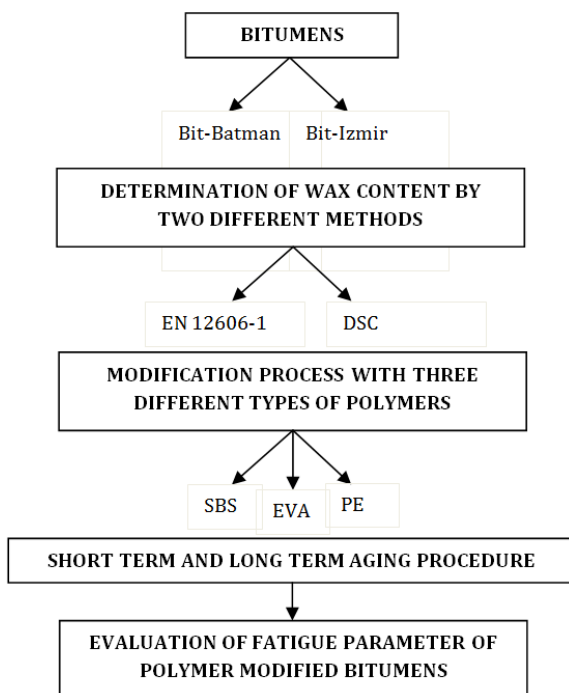 BITUMENS
Bit-Batman Bit-Izmir
DETERMINATION OF WAX CONTENT BY
TWO DIFFERENT METHODS
EN 12606-1 DSC
MODIFICATION PROCESS WITH THREE
DIFFERENT TYPES OF POLYMERS
SBS EVA PE
SHORT TERM AND LONG TERM AGING PROCEDURE
EVALUATION OF FATIGUE PARAMETER OF
POLYMER MODIFIED BITUMENS